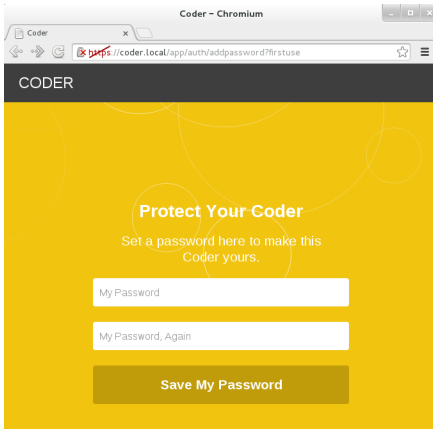 Coder - Chromium
Coder
https://coder.local/app/auth/addpassword?firstuse
CODER
Protect Your Coder
Set a password here to make this
Coder yours.
My Password
My Password, Again
Save My Password